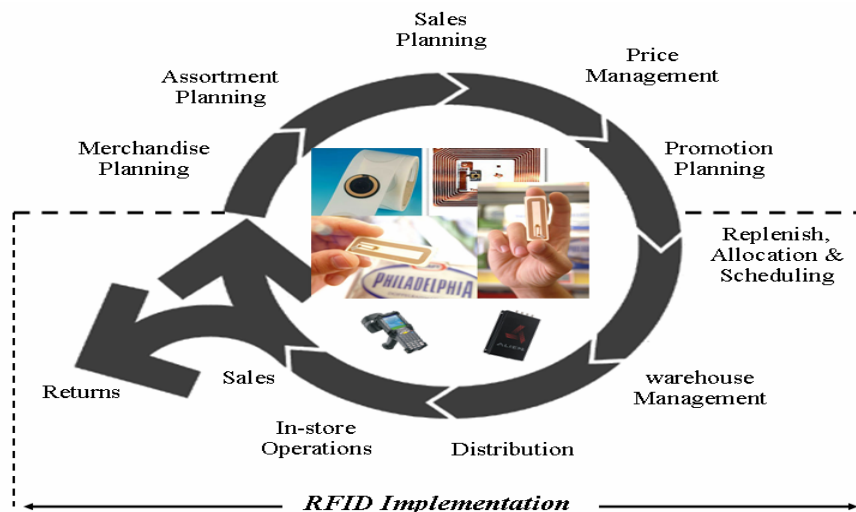 Sales
Planning
Assortment
Planning
Price
Management
Merchandise
Planning
Promotion
Planning
Replenish,
Allocation &
Scheduling
PHILADELPHIA
ALIEN
Returns
Sales
warehouse
Management
In-store
Operations
Distribution
RFID Implementation